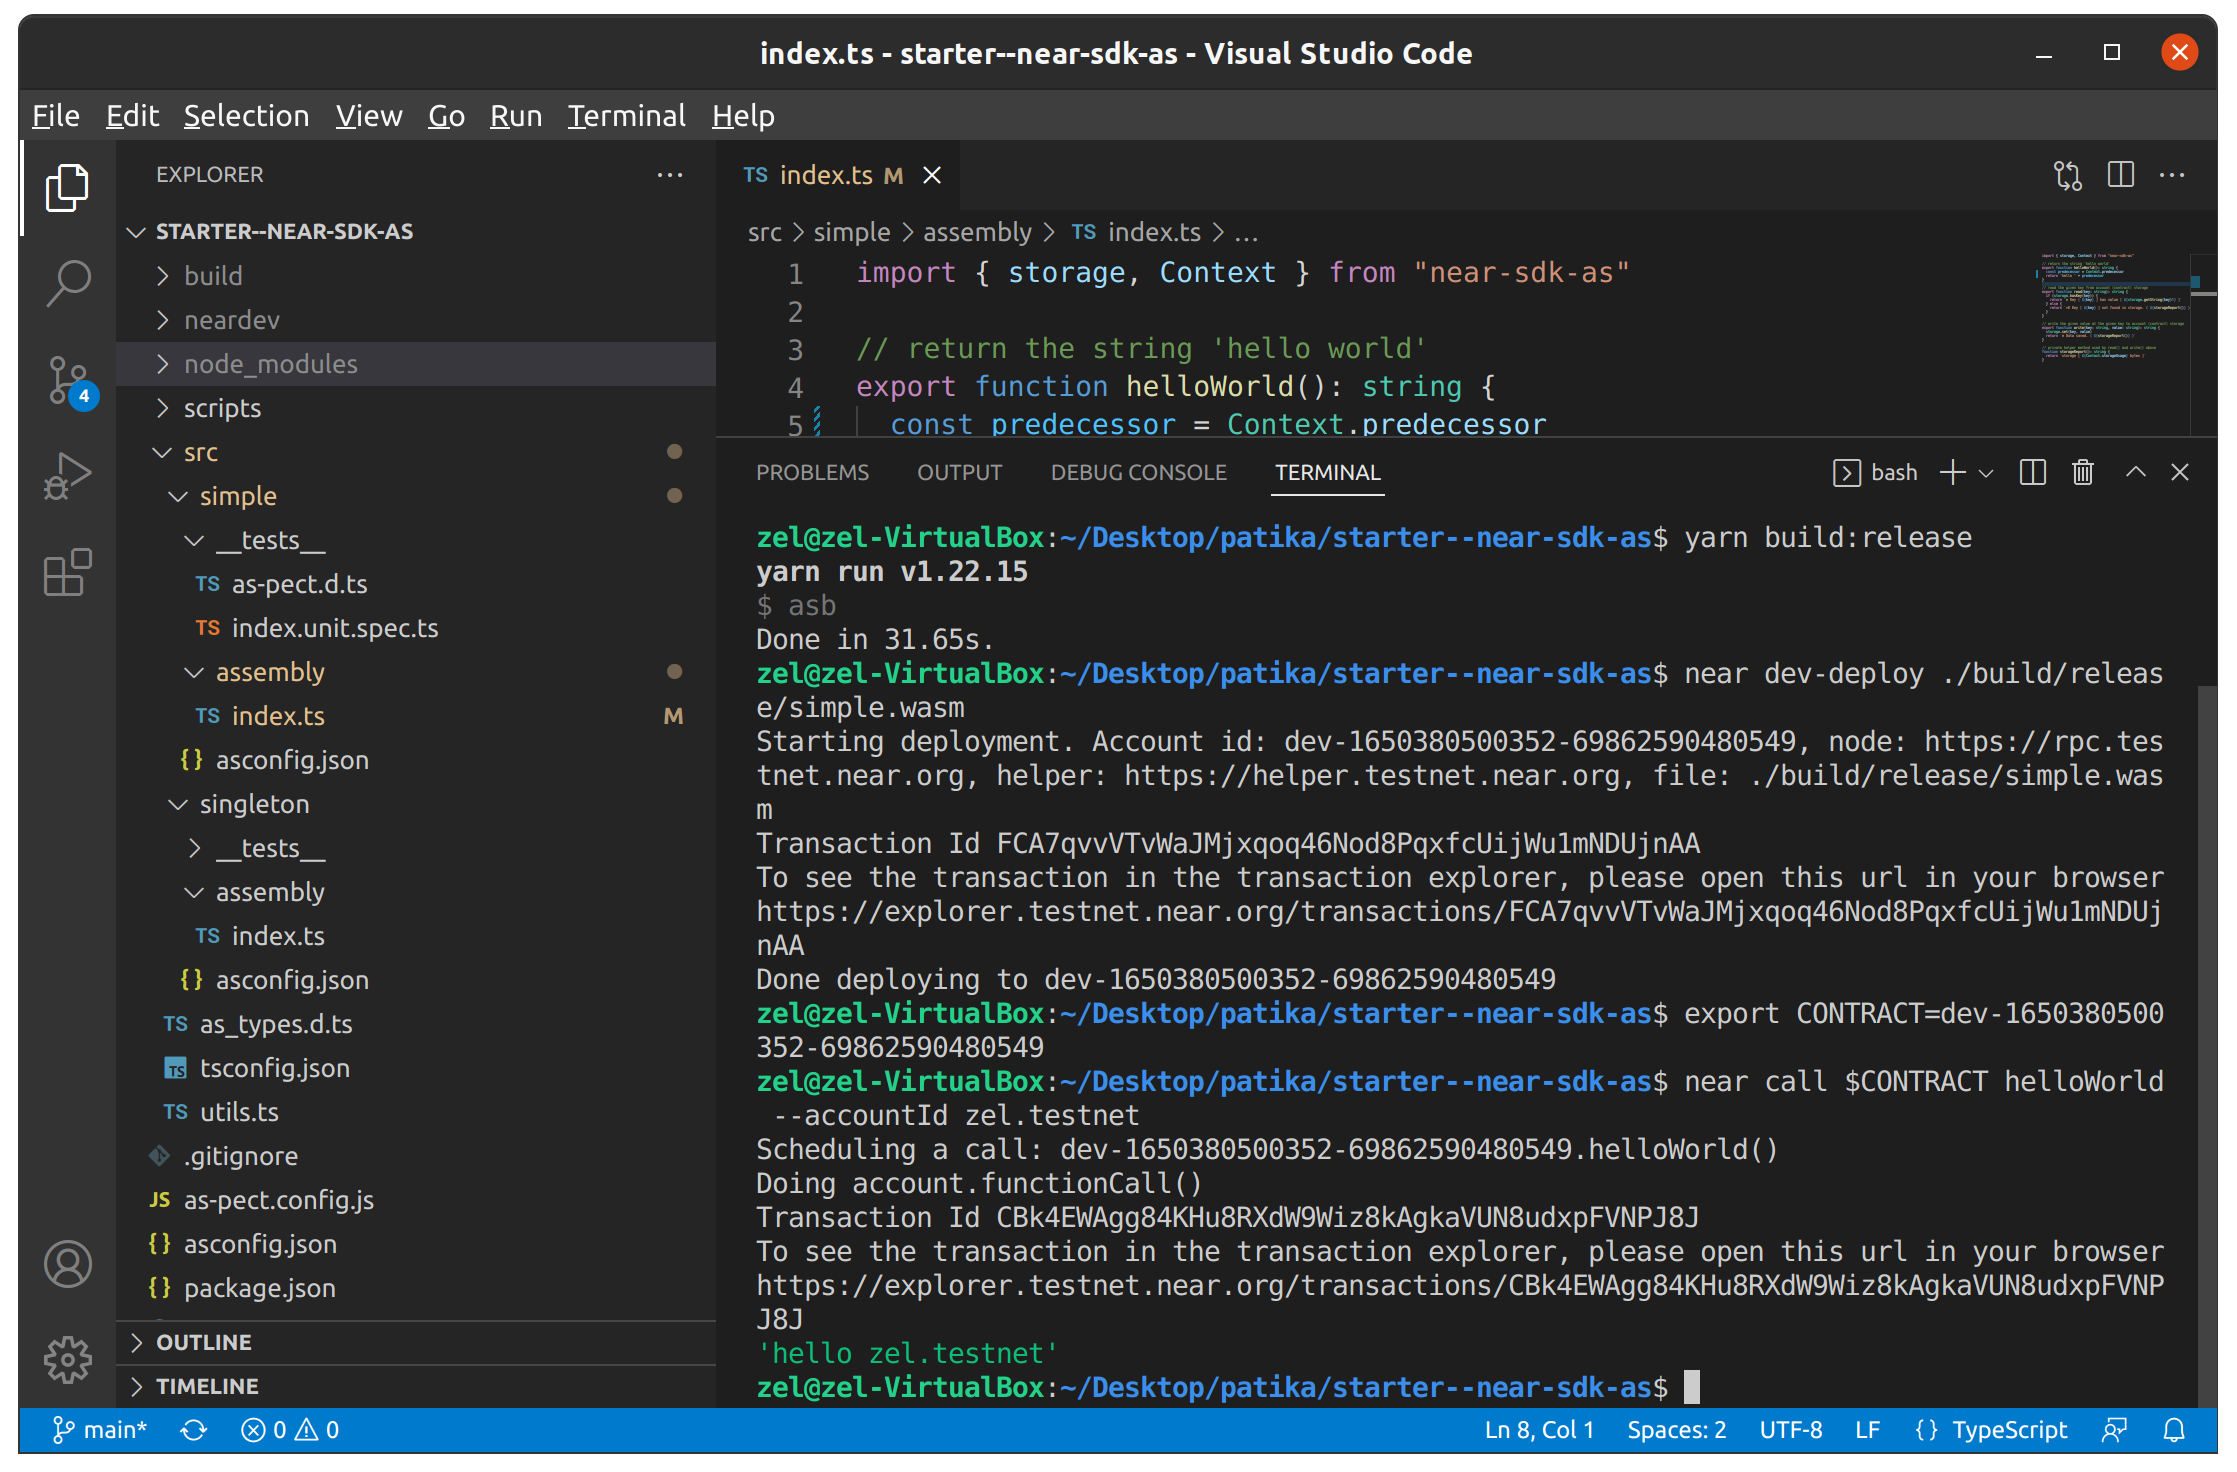 index.ts - starter--near-sdk-as - Visual Studio Code
File Edit Selection View Go Run Terminal Help
EXPLORER
STARTER--NEAR-SDK-AS
build
neardev
node_modules
scripts
src
simple
__tests__
TS as-pect.d.ts
TS index.unit.spec.ts
assembly
TS index.ts M
{} asconfig.json
singleton
__tests__
assembly
TS index.ts
{} asconfig.json
TS as_types.d.ts
TS tsconfig.json
TS utils.ts
.gitignore
JS as-pect.config.js
{} asconfig.json
{} package.json
OUTLINE
TIMELINE
4
TS index.ts M
src > simple > assembly > TS index.ts > ...
1 import { storage, Context } from "near-sdk-as"
2
3 // return the string 'hello world'
4 export function helloWorld(): string {
5 const predecessor = Context.predecessor
PROBLEMS OUTPUT DEBUG CONSOLE TERMINAL bash
zel@zel-VirtualBox:~/Desktop/patika/starter--near-sdk-as$ yarn build:release
yarn run v1.22.15
$ asb
Done in 31.65s.
zel@zel-VirtualBox:~/Desktop/patika/starter--near-sdk-as$ near dev-deploy ./build/releas
e/simple.wasm
Starting deployment. Account id: dev-1650380500352-69862590480549, node: https://rpc.tes
tnet.near.org, helper: https://helper.testnet.near.org, file: ./build/release/simple.was
m
Transaction Id FCA7qvvVTvWaJMjxqoq46Nod8PqxfcUijWu1mNDUjnAA
To see the transaction in the transaction explorer, please open this url in your browser
https://explorer.testnet.near.org/transactions/FCA7qvvVTvWaJMjxqoq46Nod8PqxfcUijWu1mNDUj
nAA
Done deploying to dev-1650380500352-69862590480549
zel@zel-VirtualBox:~/Desktop/patika/starter--near-sdk-as$ export CONTRACT=dev-1650380500
352-69862590480549
zel@zel-VirtualBox:~/Desktop/patika/starter--near-sdk-as$ near call $CONTRACT helloWorld
 --accountId zel.testnet
Scheduling a call: dev-1650380500352-69862590480549.helloWorld()
Doing account.functionCall()
Transaction Id CBk4EWAgg84KHu8RXdW9Wiz8kAgkaVUN8udxpFVNPJ8J
To see the transaction in the transaction explorer, please open this url in your browser
https://explorer.testnet.near.org/transactions/CBk4EWAgg84KHu8RXdW9Wiz8kAgkaVUN8udxpFVNP
J8J
'hello zel.testnet'
zel@zel-VirtualBox:~/Desktop/patika/starter--near-sdk-as$
main* 0 0 Ln 8, Col 1 Spaces: 2 UTF-8 LF {} TypeScript